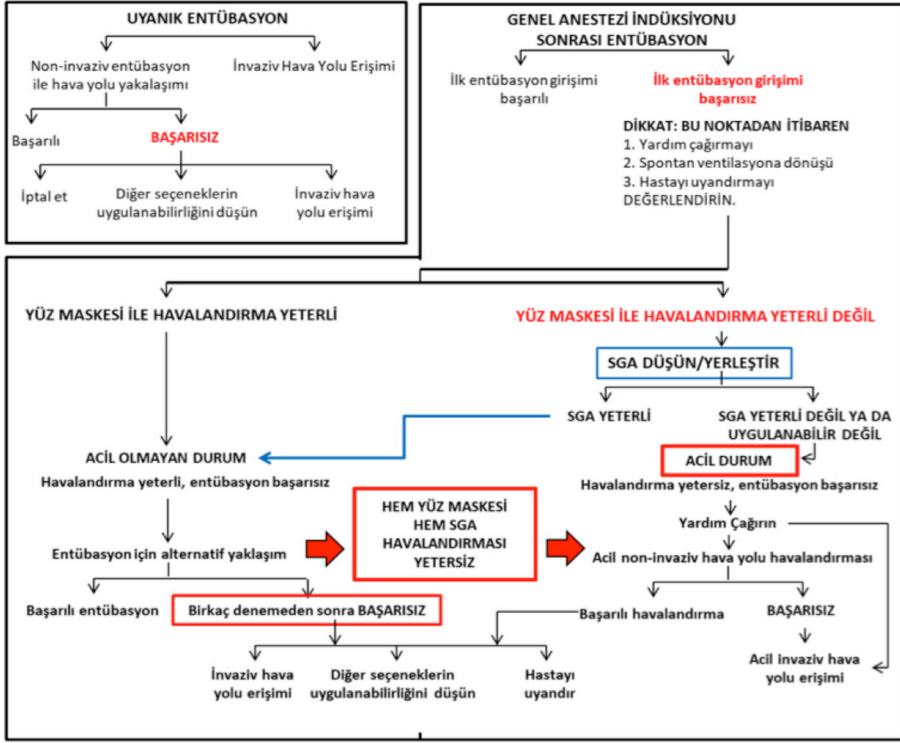 UYANIK ENTÜBASYON
Non-invaziv entübasyon
ile hava yolu yakalaşımı
İnvaziv Hava Yolu Erişimi
Başarılı
BAŞARISIZ
İptal et
Diğer seçeneklerin
uygulanabilirliğini düşün
İnvaziv hava
yolu erişimi
GENEL ANESTEZİ İNDÜKSİYONU
SONRASI ENTÜBASYON
İlk entübasyon girişimi
başarılı
İlk entübasyon girişimi
başarısız
DİKKAT: BU NOKTADAN İTİBAREN
1. Yardım çağırmayı
2. Spontan ventilasyona dönüşü
3. Hastayı uyandırmayı
DEĞERLENDİRİN.
YÜZ MASKESİ İLE HAVALANDIRMA YETERLİ
YÜZ MASKESİ İLE HAVALANDIRMA YETERLİ DEĞİL
SGA DÜŞÜN/YERLEŞTİR
SGA YETERLİ
SGA YETERLİ DEĞİL YA DA
UYGULANABİLİR DEĞİL
ACİL OLMAYAN DURUM
Havalandırma yeterli, entübasyon başarısız
ACİL DURUM
Havalandırma yetersiz, entübasyon başarısız
HEM YÜZ MASKESİ
HEM SGA
HAVALANDIRMASI
YETERSİZ
Yardım Çağırın
Entübasyon için alternatif yaklaşım
Acil non-invaziv hava yolu havalandırması
Başarılı entübasyon
Birkaç denemeden sonra BAŞARISIZ
Başarılı havalandırma
BAŞARISIZ
İnvaziv hava
yolu erişimi
Diğer seçeneklerin
uygulanabilirliğini düşün
Hastayı
uyandır
Acil invaziv hava
yolu erişimi